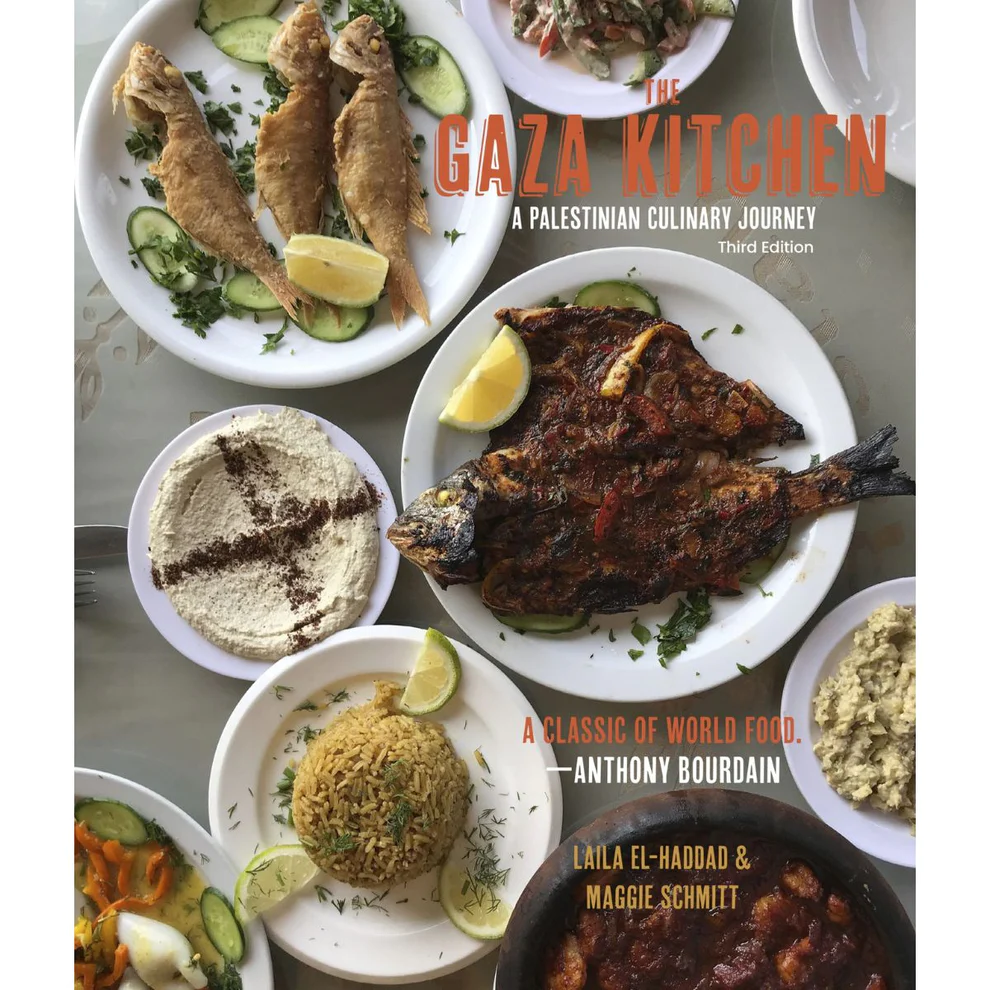 THE
GAZA KITCHEN
A PALESTINIAN CULINARY JOURNEY
Third Edition
A CLASSIC OF WORLD FOOD.
—ANTHONY BOURDAIN
LAILA EL-HADDAD &
MAGGIE SCHMITT